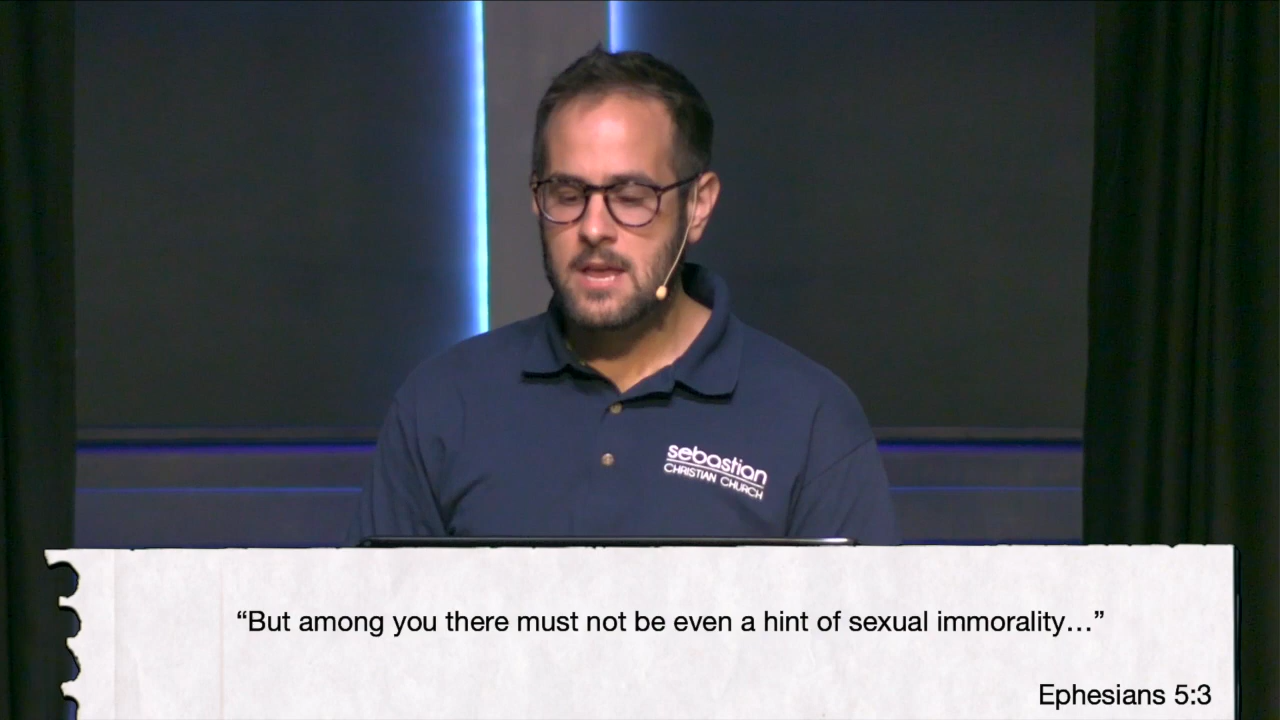 sebastian
CHRISTIAN CHURCH
“But among you there must not be even a hint of sexual immorality…”
Ephesians 5:3